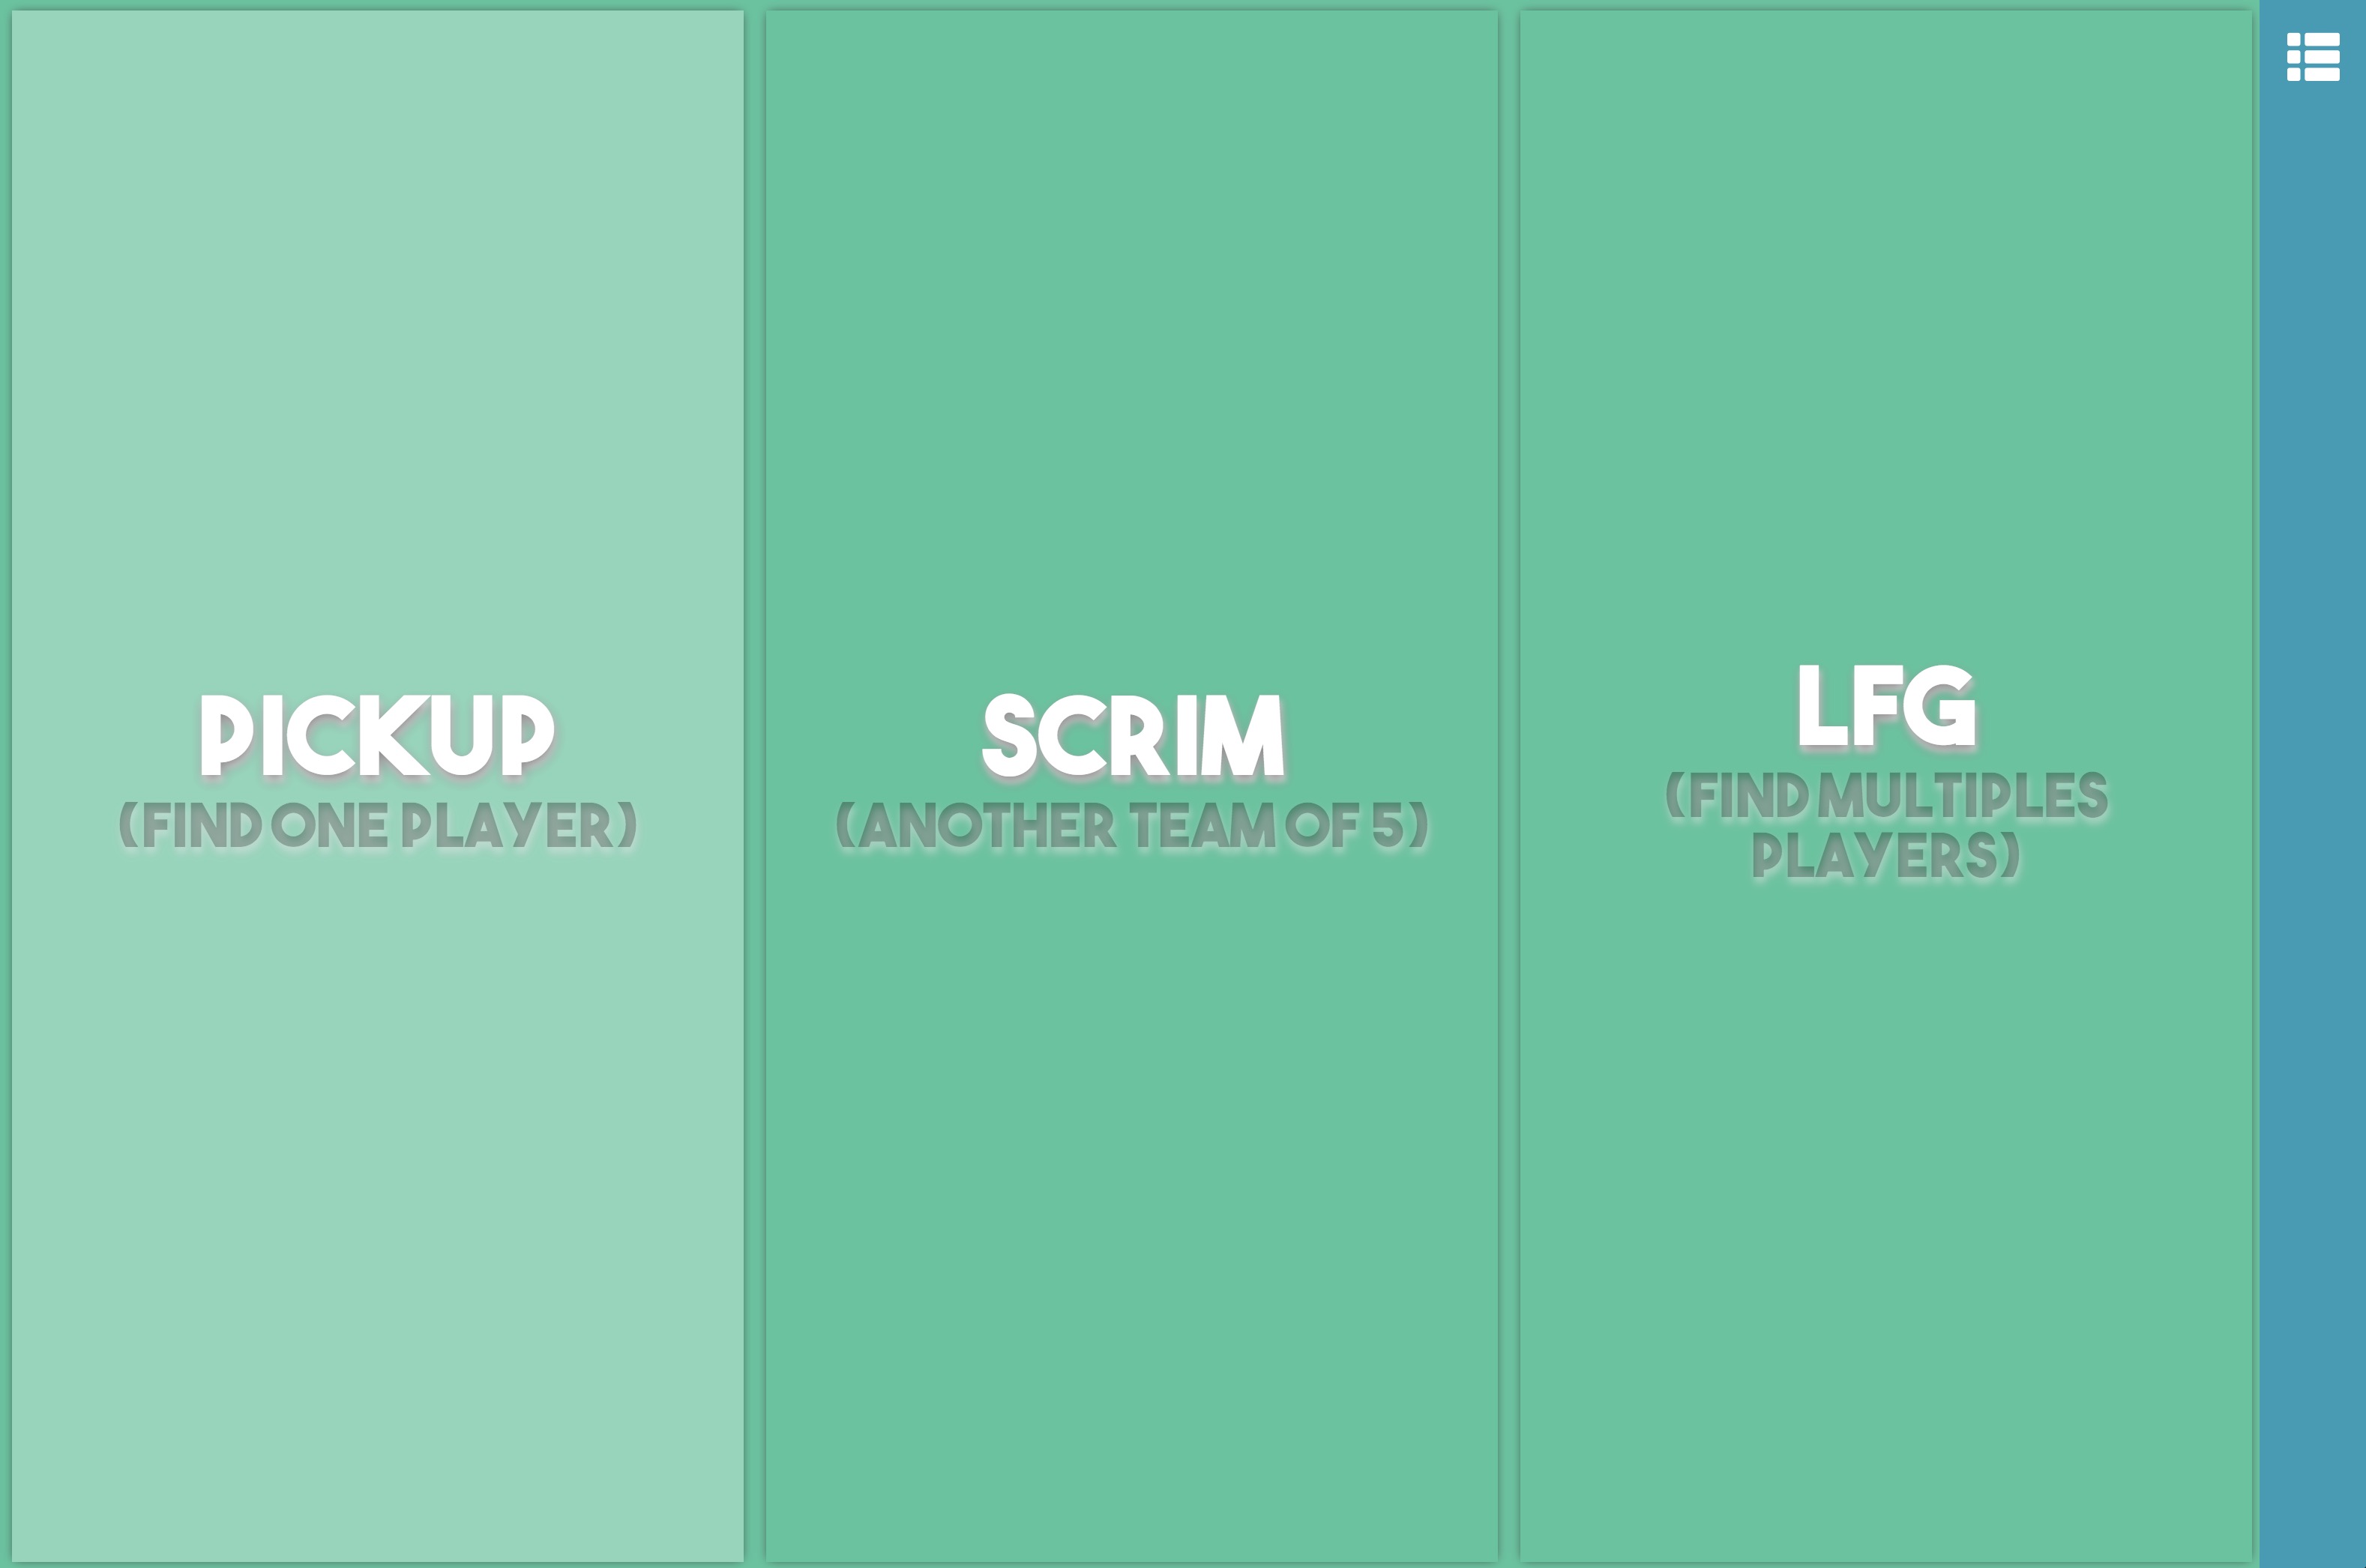 PICKUP
(FIND ONE PLAYER)
SCRIM
(ANOTHER TEAM OF 5)
LFG
(FIND MULTIPLES
PLAYERS)